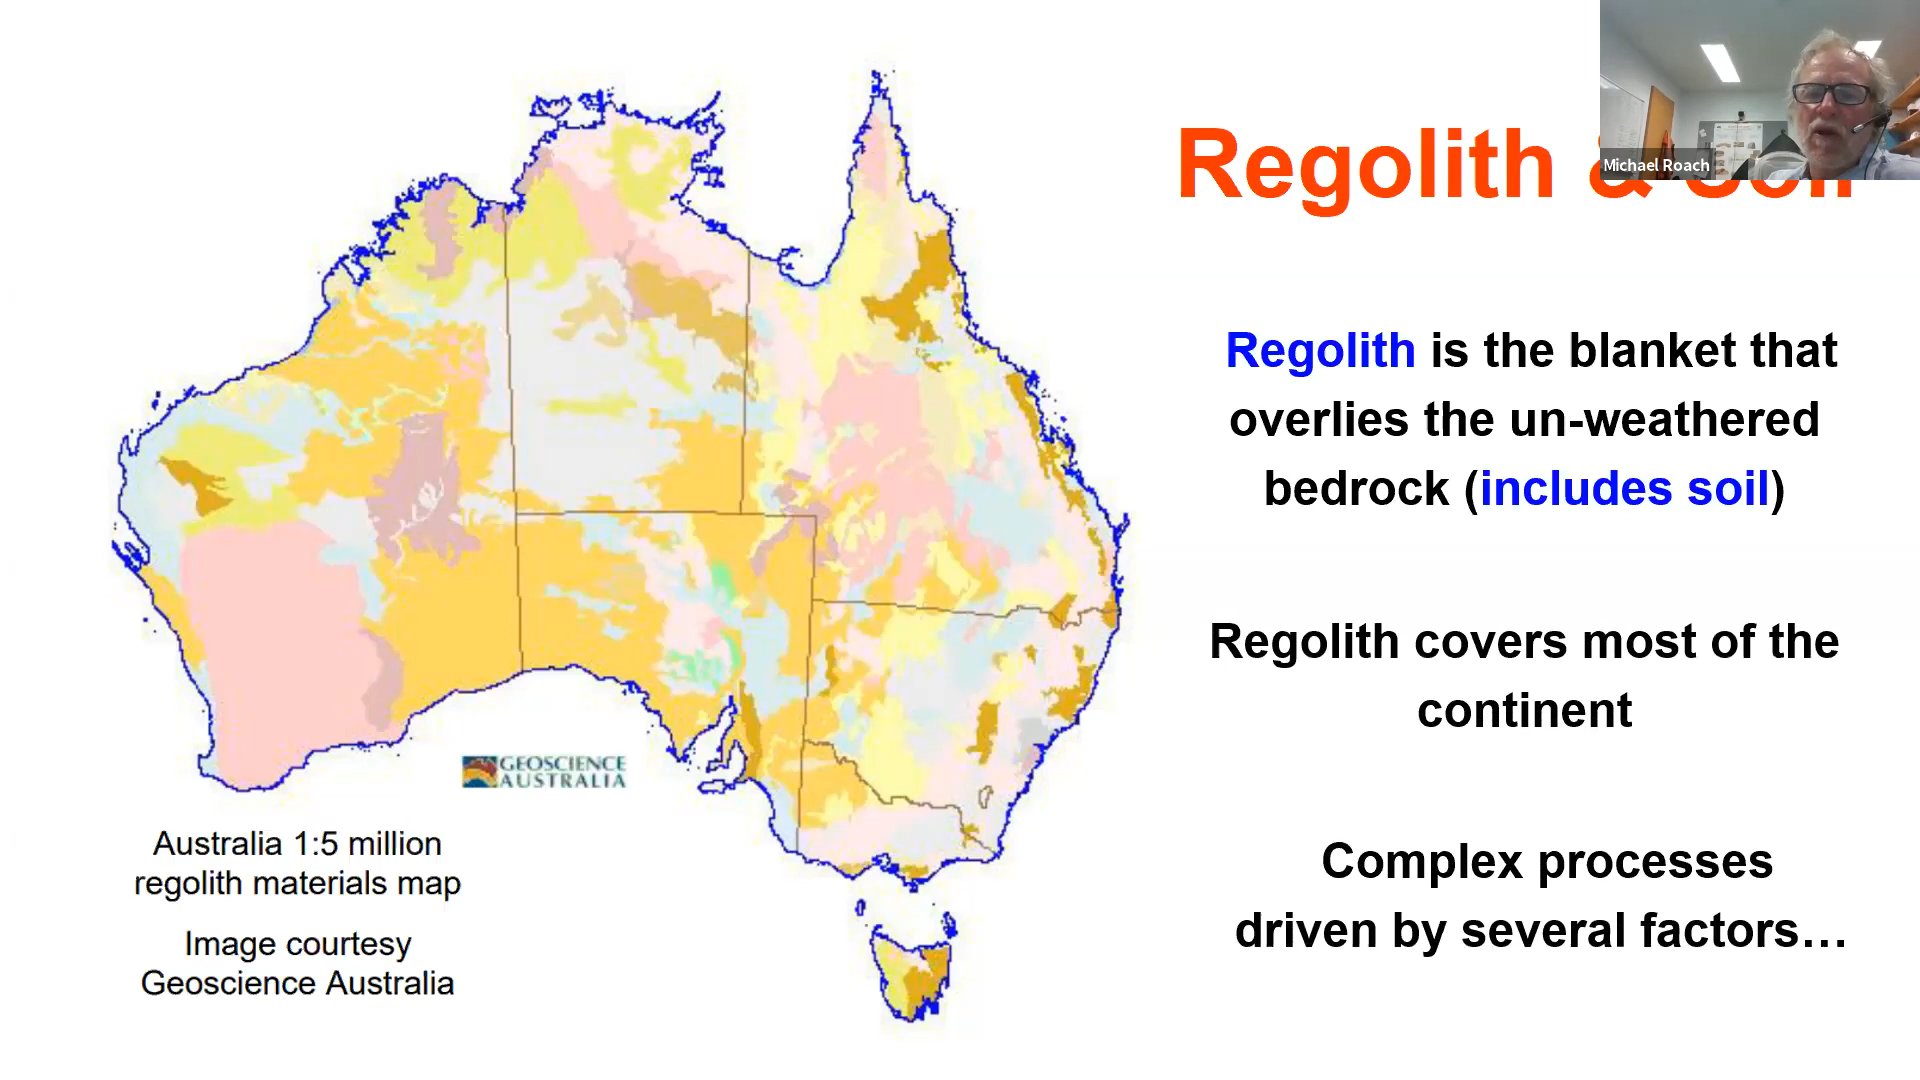 Michael Roach
Regolith & Soil
Regolith is the blanket that
overlies the un-weathered
bedrock (includes soil)
Regolith covers most of the
continent
Complex processes
driven by several factors…
GEOSCIENCE
AUSTRALIA
Australia 1:5 million
regolith materials map
Image courtesy
Geoscience Australia